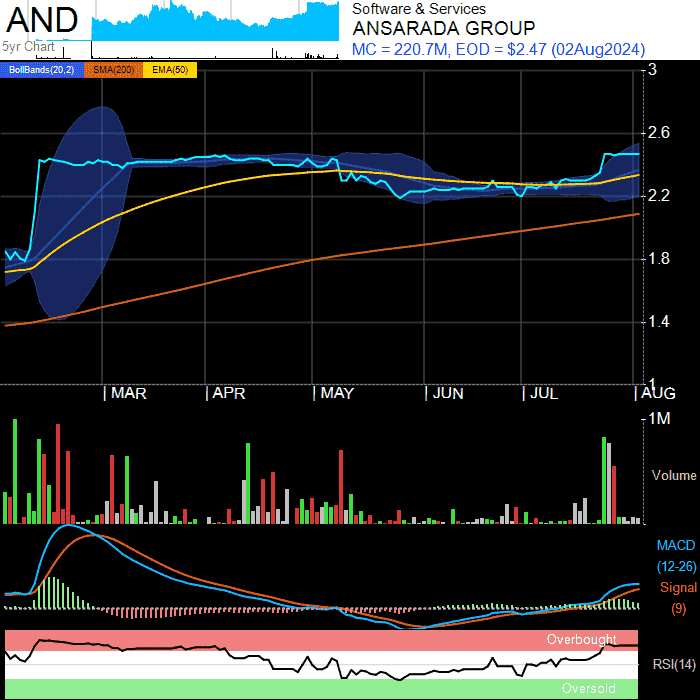 AND
5yr Chart
Software & Services
ANSARADA GROUP
MC = 220.7M, EOD = $2.47 (02Aug2024)
BollBands(20,2) SMA(200) EMA(50)
3
2.6
2.2
1.8
1.4
1
MAR APR MAY JUN JUL AUG
1M
Volume
MACD
(12-26)
Signal
(9)
Overbought
RSI(14)
Oversold